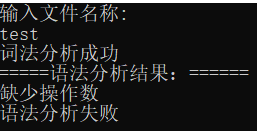 输入文件名称:
test
词法分析成功
=====语法分析结果：======
缺少操作数
语法分析失败